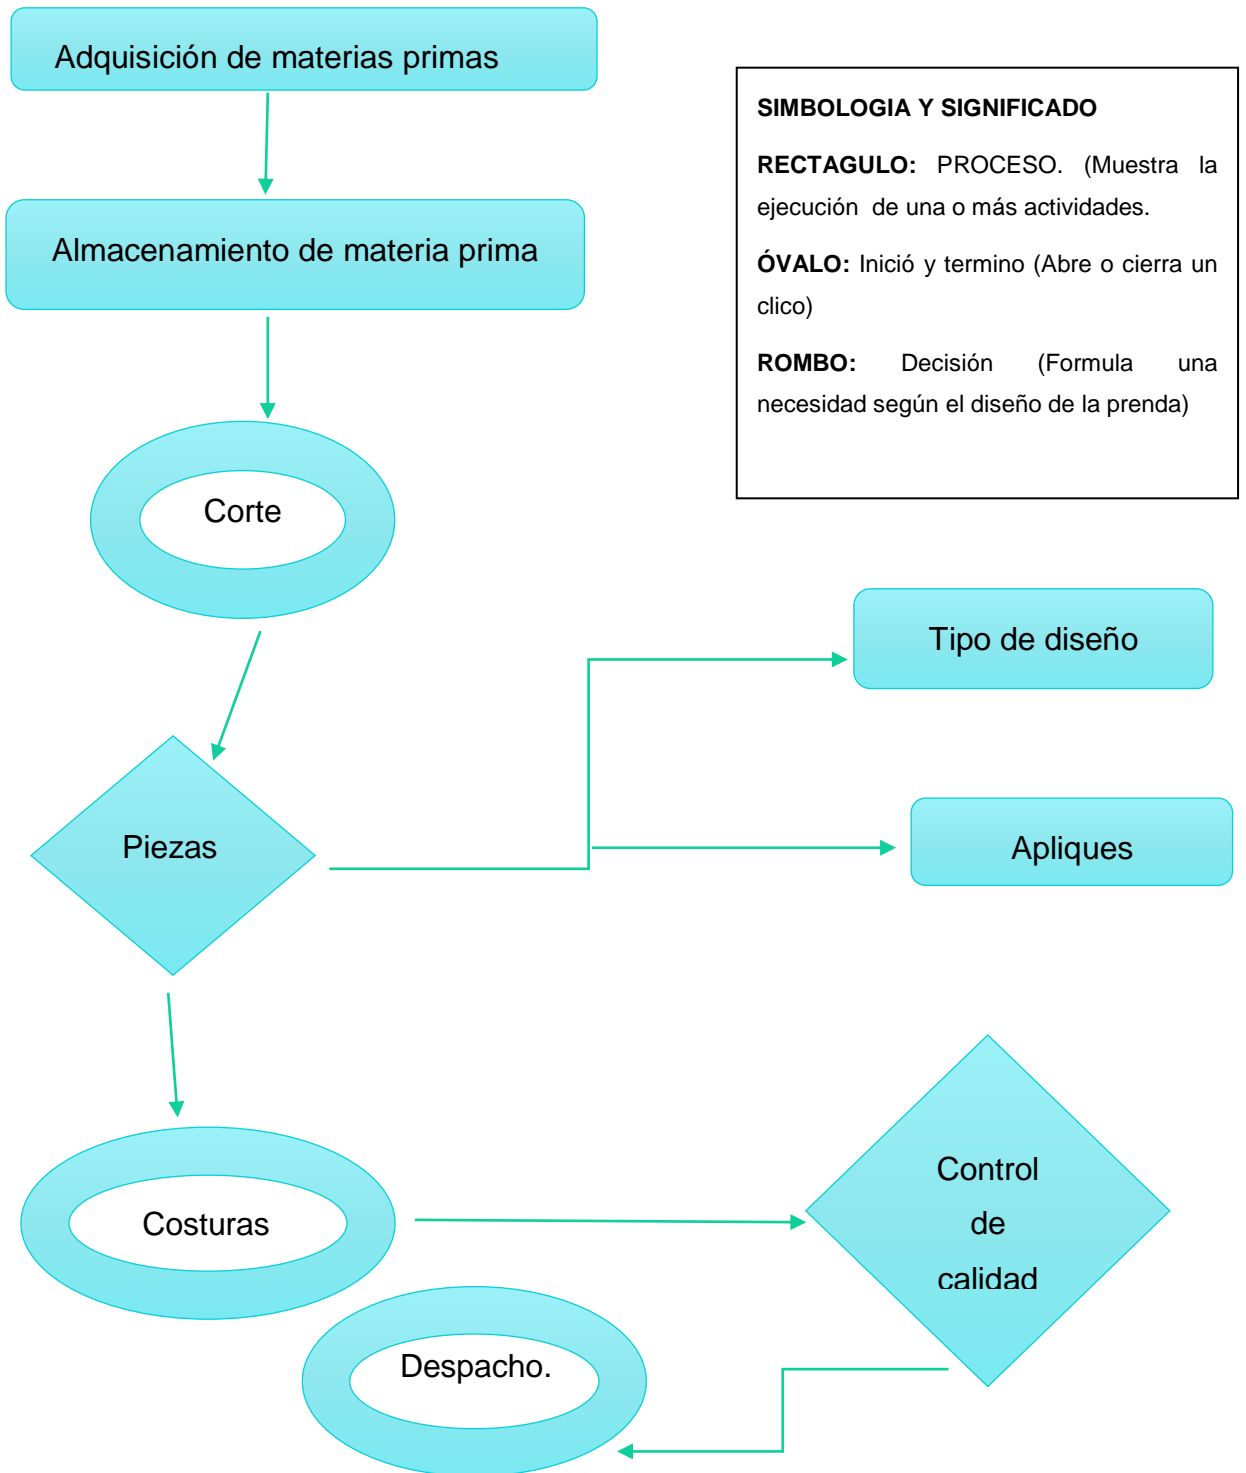 Adquisición de materias primas
SIMBOLOGIA Y SIGNIFICADO
RECTAGULO: PROCESO. (Muestra la
ejecución de una o más actividades.
ÓVALO: Inició y termino (Abre o cierra un
clico)
ROMBO: Decisión (Formula una
necesidad según el diseño de la prenda)
Almacenamiento de materia prima
Corte
Tipo de diseño
Piezas
Apliques
Control
de
calidad
Costuras
Despacho.